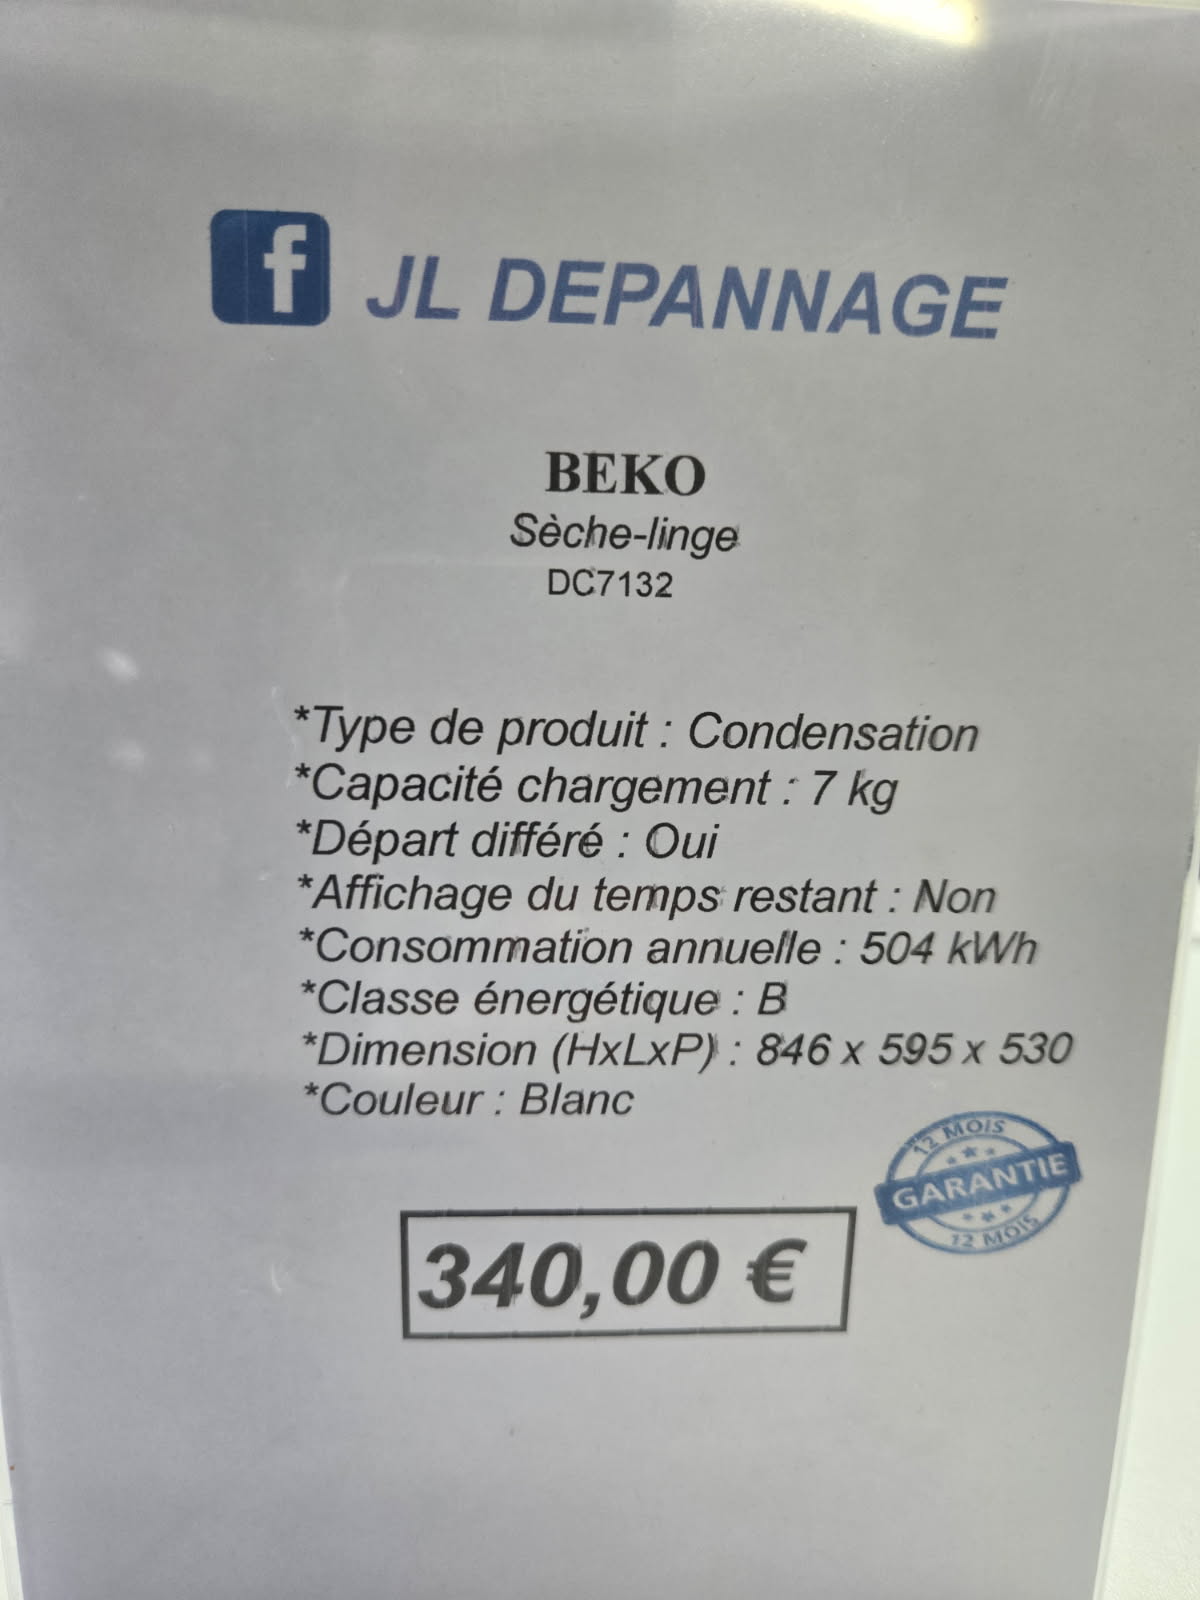 f JL DEPANNAGE
BEKO
Sèche-linge
DC7132
*Type de produit : Condensation
*Capacité chargement : 7 kg
*Départ différé : Oui
*Affichage du temps restant : Non
*Consommation annuelle : 504 kWh
*Classe énergétique : B
*Dimension (HxLxP) : 846 x 595 x 530
*Couleur : Blanc
12 MOIS
GARANTIE
12 MOIS
340,00 €